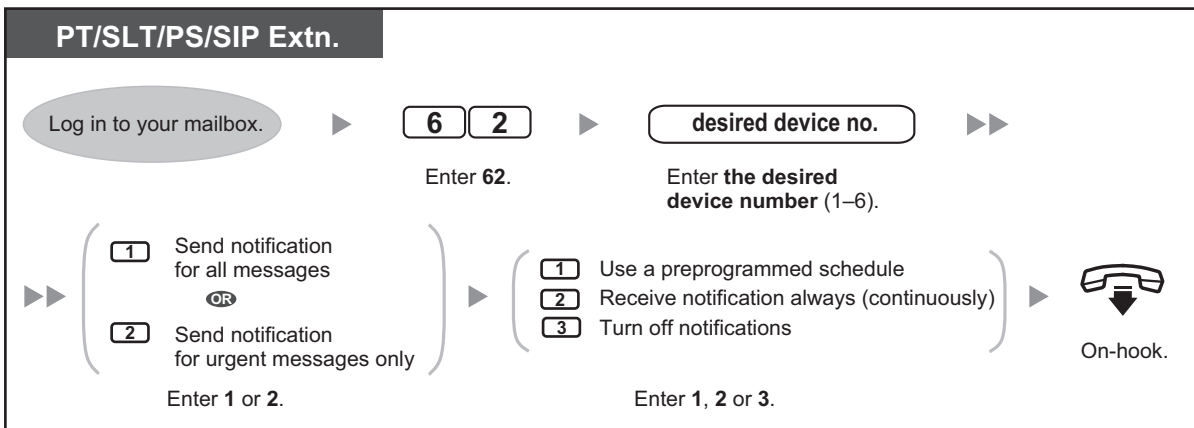 PT/SLT/PS/SIP Extn.
Log in to your mailbox.
6 2
desired device no.
Enter 62.
Enter the desired
device number (1–6).
1 Send notification
for all messages
OR
2 Send notification
for urgent messages only
Enter 1 or 2.
1 Use a preprogrammed schedule
2 Receive notification always (continuously)
3 Turn off notifications
Enter 1, 2 or 3.
On-hook.